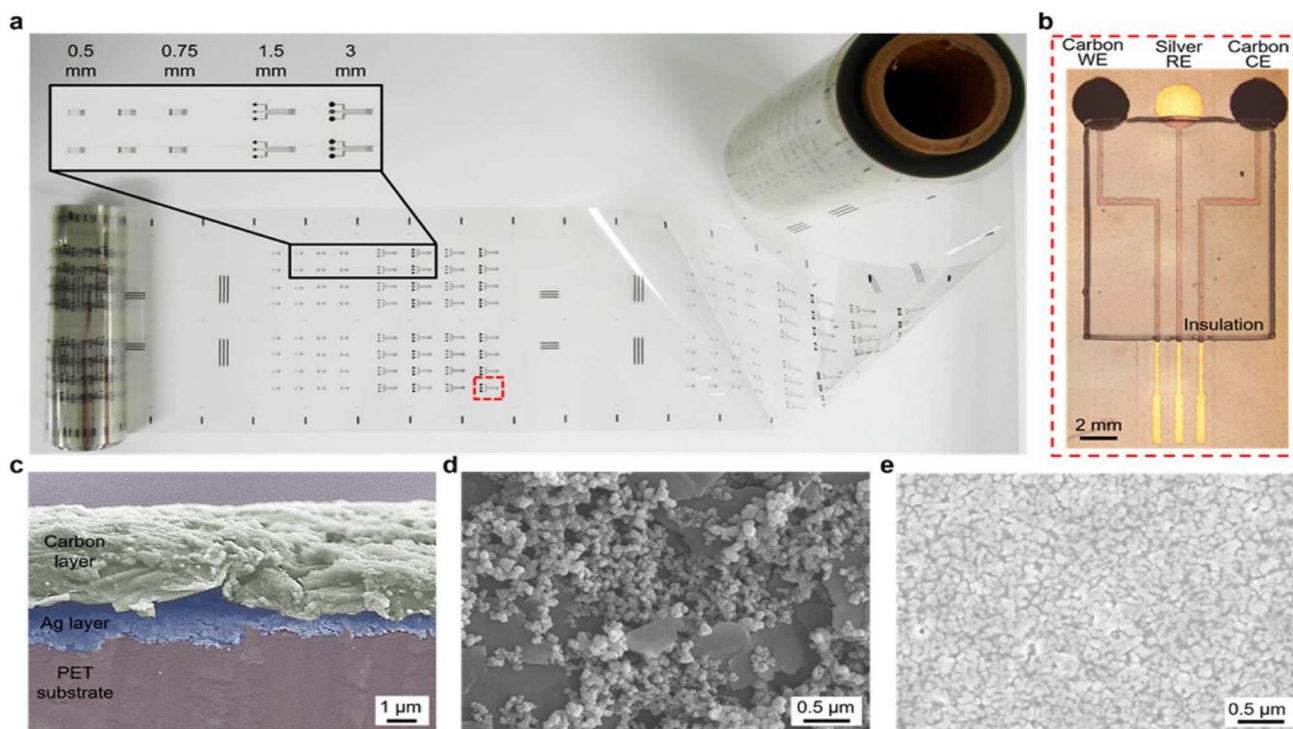 a
0.5 0.75 1.5 3
mm mm mm mm
b
Carbon Silver Carbon
WE RE CE
Insulation
2 mm
c
Carbon
layer
Ag layer
PET
substrate
1 µm
d
0.5 µm
e
0.5 µm